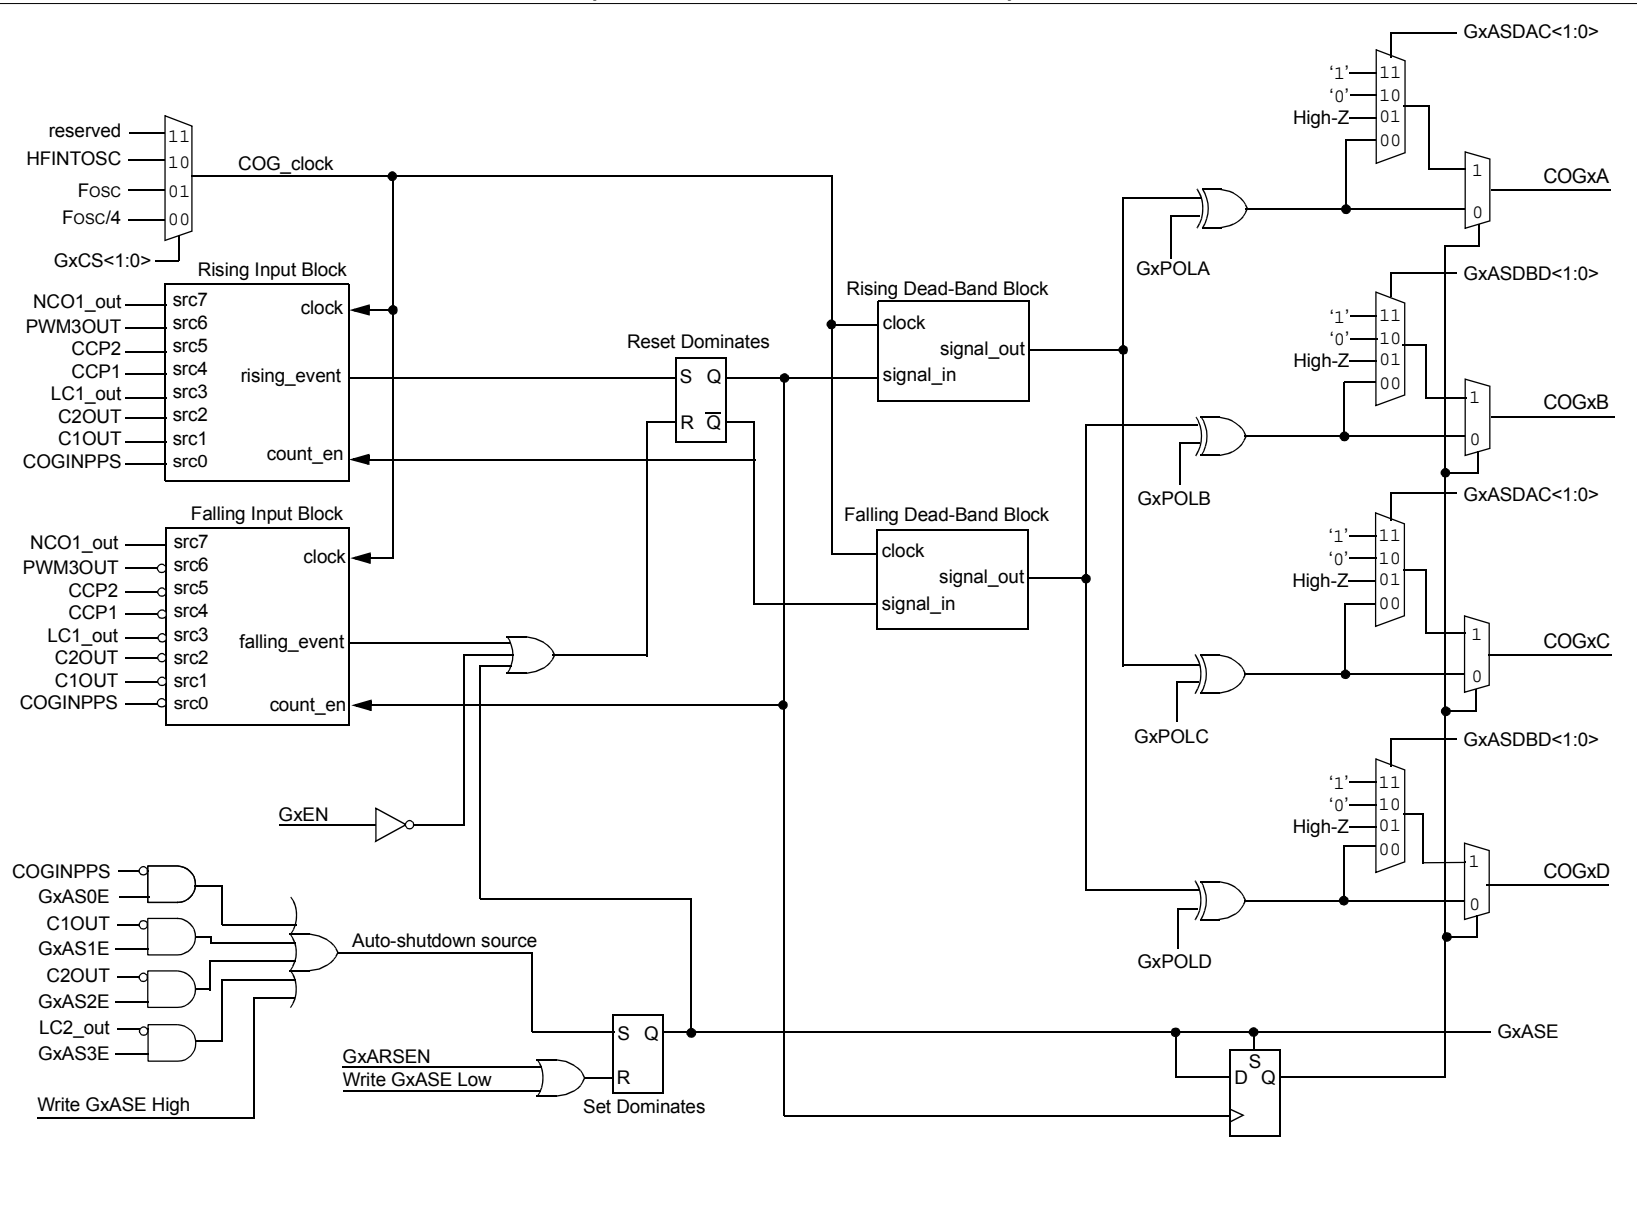 GxASDAC<1:0>
‘1’ 11
‘0’ 10
High-Z 01
00
1
COGxA
0
GxPOLA
reserved 11
HFINTOSC 10
FOSC 01
FOSC/4 00
GxCS<1:0>
COG_clock
Rising Input Block
NCO1_out src7
PWM3OUT src6
CCP2 src5
CCP1 src4
LC1_out src3
C2OUT src2
C1OUT src1
COGINPPS src0
clock
rising_event
count_en
Reset Dominates
S Q
R Q
Rising Dead-Band Block
clock
signal_out
signal_in
GxASDBD<1:0>
‘1’ 11
‘0’ 10
High-Z 01
00
1
COGxB
0
GxPOLB
Falling Input Block
NCO1_out src7
PWM3OUT src6
CCP2 src5
CCP1 src4
LC1_out src3
C2OUT src2
C1OUT src1
COGINPPS src0
clock
falling_event
count_en
Falling Dead-Band Block
clock
signal_out
signal_in
GxASDAC<1:0>
‘1’ 11
‘0’ 10
High-Z 01
00
1
COGxC
0
GxPOLC
GxEN
GxASDBD<1:0>
‘1’ 11
‘0’ 10
High-Z 01
00
1
COGxD
0
GxPOLD
COGINPPS
GxAS0E
C1OUT
GxAS1E
C2OUT
GxAS2E
LC2_out
GxAS3E
Write GxASE High
Auto-shutdown source
GxARSEN
Write GxASE Low
S Q
R
Set Dominates
GxASE
S
D Q